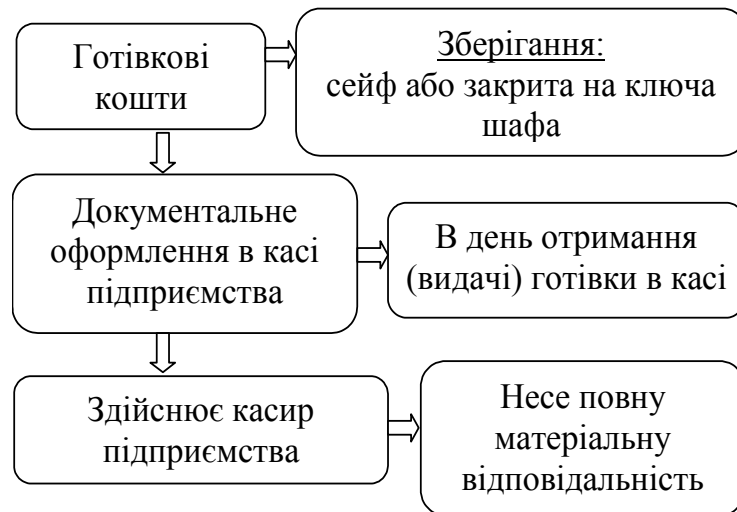 Готівкові
кошти
Зберігання:
сейф або закрита на ключа
шафа
Документальне
оформлення в касі
підприємства
В день отримання
(видачі) готівки в касі
Здійснює касир
підприємства
Несе повну
матеріальну
відповідальність